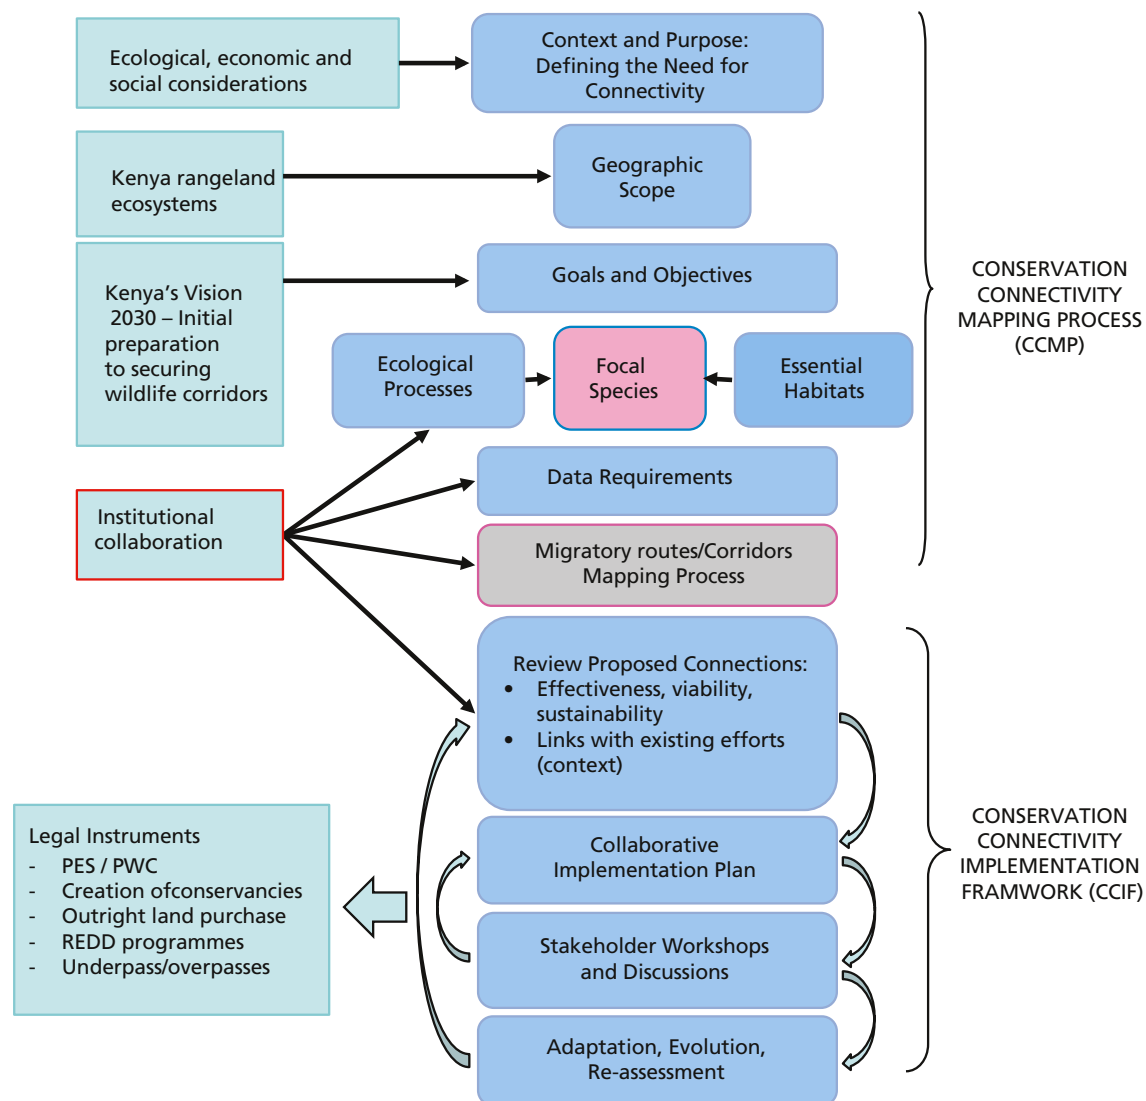 Ecological, economic and
social considerations
Context and Purpose:
Defining the Need for
Connectivity
Kenya rangeland
ecosystems
Geographic
Scope
Kenya's Vision
2030 – Initial
preparation
to securing
wildlife corridors
Goals and Objectives
Ecological
Processes
Focal
Species
Essential
Habitats
CONSERVATION
CONNECTIVITY
MAPPING PROCESS
(CCMP)
Institutional
collaboration
Data Requirements
Migratory routes/Corridors
Mapping Process
Review Proposed Connections:
• Effectiveness, viability,
sustainability
• Links with existing efforts
(context)
Legal Instruments
- PES / PWC
- Creation ofconservancies
- Outright land purchase
- REDD programmes
- Underpass/overpasses
Collaborative
Implementation Plan
Stakeholder Workshops
and Discussions
Adaptation, Evolution,
Re-assessment
CONSERVATION
CONNECTIVITY
IMPLEMENTATION
FRAMWORK (CCIF)